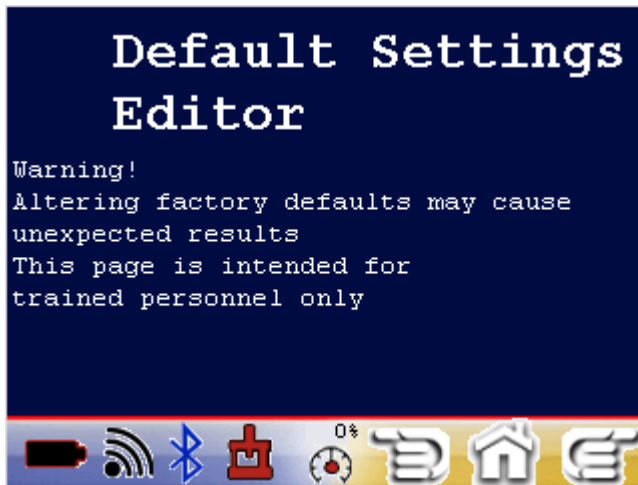 Default Settings
Editor
Warning!
Altering factory defaults may cause
unexpected results
This page is intended for
trained personnel only
0%